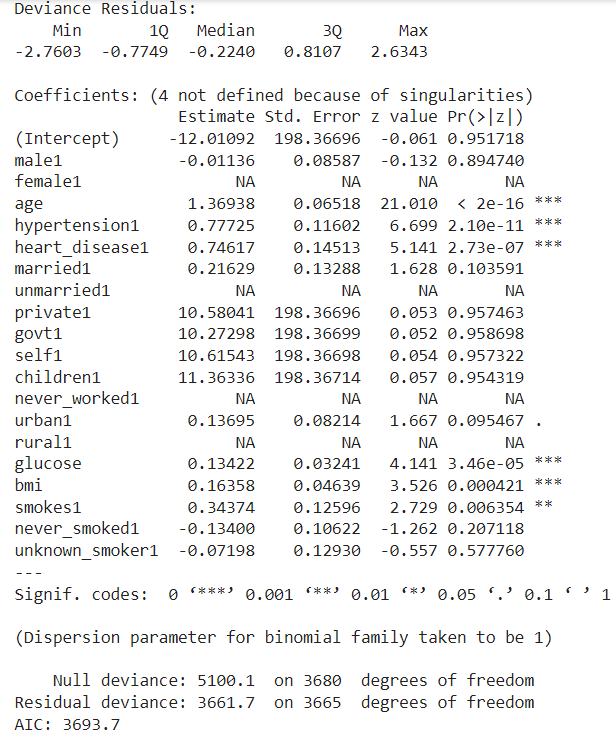 Deviance Residuals:
    Min       1Q   Median       3Q      Max
-2.7603  -0.7749  -0.2240   0.8107   2.6343

Coefficients: (4 not defined because of singularities)
                 Estimate Std. Error z value Pr(>|z|)
(Intercept)     -12.01092  198.36696  -0.061 0.951718
male1            -0.01136    0.08587  -0.132 0.894740
female1                NA         NA      NA       NA
age               1.36938    0.06518  21.010  < 2e-16 ***
hypertension1     0.77725    0.11602   6.699 2.10e-11 ***
heart_disease1    0.74617    0.14513   5.141 2.73e-07 ***
married1          0.21629    0.13288   1.628 0.103591
unmarried1             NA         NA      NA       NA
private1         10.58041  198.36696   0.053 0.957463
govt1            10.27298  198.36699   0.052 0.958698
self1            10.61543  198.36698   0.054 0.957322
children1        11.36336  198.36714   0.057 0.954319
never_worked1          NA         NA      NA       NA
urban1            0.13695    0.08214   1.667 0.095467 .
rural1                 NA         NA      NA       NA
glucose           0.13422    0.03241   4.141 3.46e-05 ***
bmi               0.16358    0.04639   3.526 0.000421 ***
smokes1           0.34374    0.12596   2.729 0.006354 **
never_smoked1    -0.13400    0.10622  -1.262 0.207118
unknown_smoker1  -0.07198    0.12930  -0.557 0.577760
---
Signif. codes:  0 ‘***’ 0.001 ‘**’ 0.01 ‘*’ 0.05 ‘.’ 0.1 ‘ ’ 1

(Dispersion parameter for binomial family taken to be 1)

    Null deviance: 5100.1  on 3680  degrees of freedom
Residual deviance: 3661.7  on 3665  degrees of freedom
AIC: 3693.7